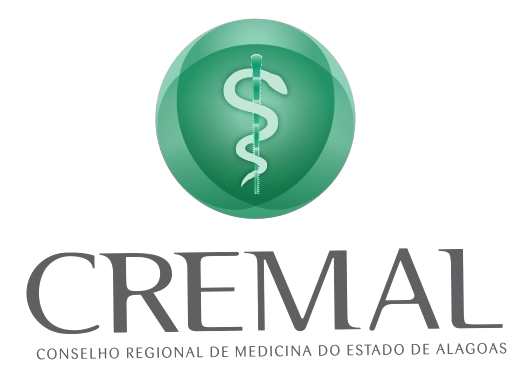 CREMAL
CONSELHO REGIONAL DE MEDICINA DO ESTADO DE ALAGOAS